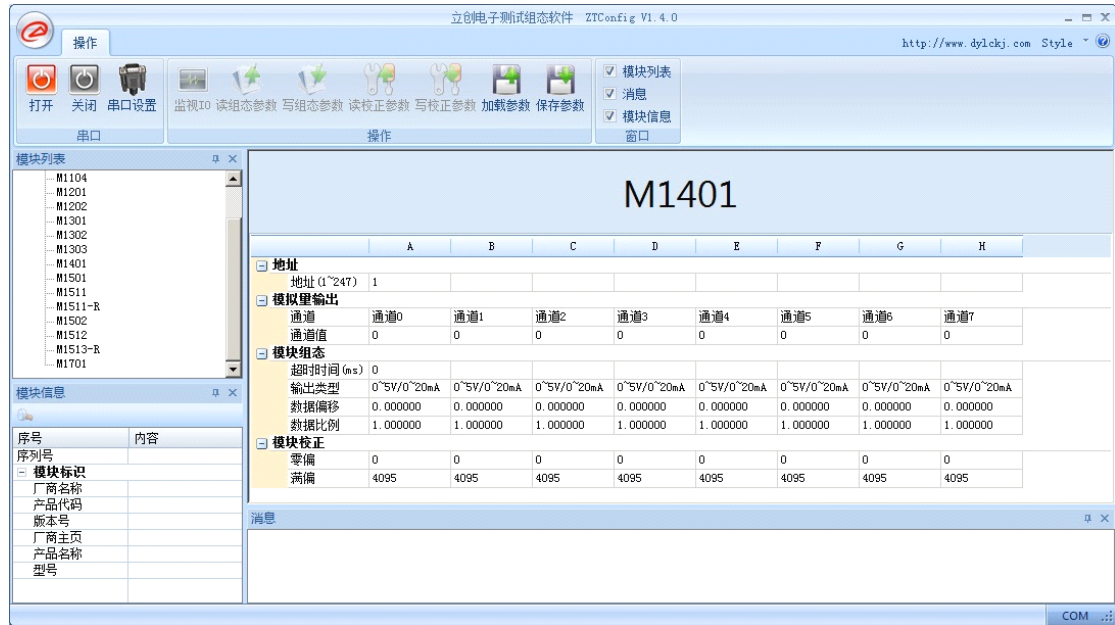 立创电子测试组态软件 ZTConfig V1.4.0
操作
http://www.dylckj.com Style
打开 关闭 串口设置 监视IO 读组态参数 写组态参数 读校正参数 写校正参数 加载参数 保存参数
模块列表
消息
模块信息
串口 操作 窗口
模块列表
M1104
M1201
M1202
M1301
M1302
M1303
M1401
M1501
M1511
M1511-R
M1502
M1512
M1513-R
M1701
模块信息
序号 内容
序列号
模块标识
厂商名称
产品代码
版本号
厂商主页
产品名称
型号
M1401
A B C D E F G H
地址
地址(1~247) 1
模拟里输出
通道 通道0 通道1 通道2 通道3 通道4 通道5 通道6 通道7
通道值 0 0 0 0 0 0 0 0
模块组态
超时时间(ms) 0
输出类型 0~5V/0~20mA 0~5V/0~20mA 0~5V/0~20mA 0~5V/0~20mA 0~5V/0~20mA 0~5V/0~20mA 0~5V/0~20mA 0~5V/0~20mA
数据偏移 0.000000 0.000000 0.000000 0.000000 0.000000 0.000000 0.000000 0.000000
数据比例 1.000000 1.000000 1.000000 1.000000 1.000000 1.000000 1.000000 1.000000
模块校正
零偏 0 0 0 0 0 0 0 0
满偏 4095 4095 4095 4095 4095 4095 4095 4095
消息
COM